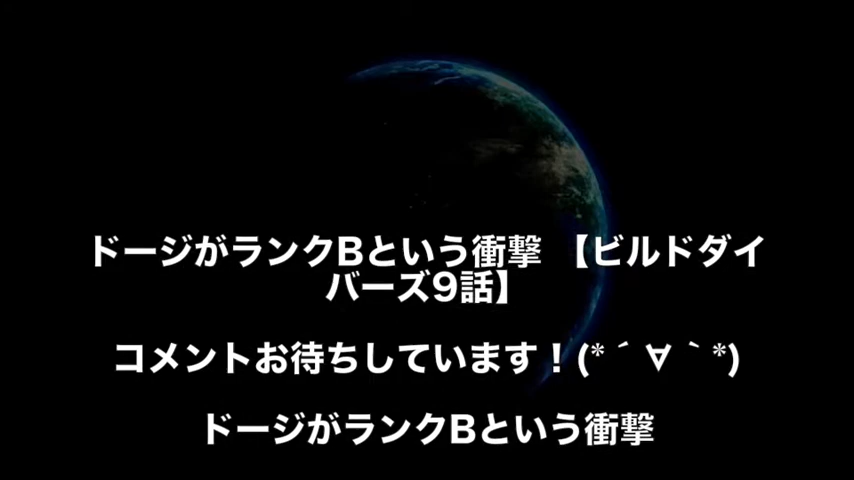 ドージがランクBという衝撃 【ビルドダイ
バーズ9話】
コメントお待ちしています！(*´∀｀*)
ドージがランクBという衝撃